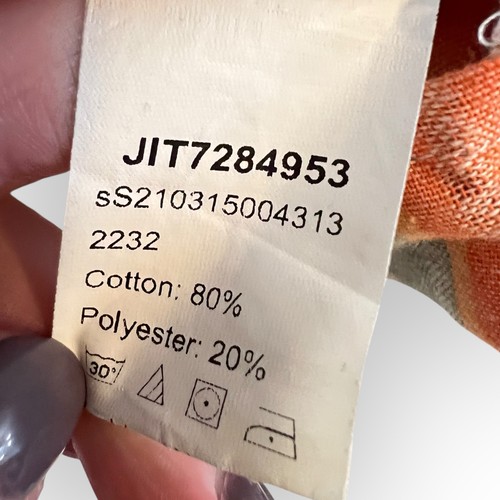 JIT7284953
sS210315004313
2232
Cotton: 80%
Polyester: 20%
30°